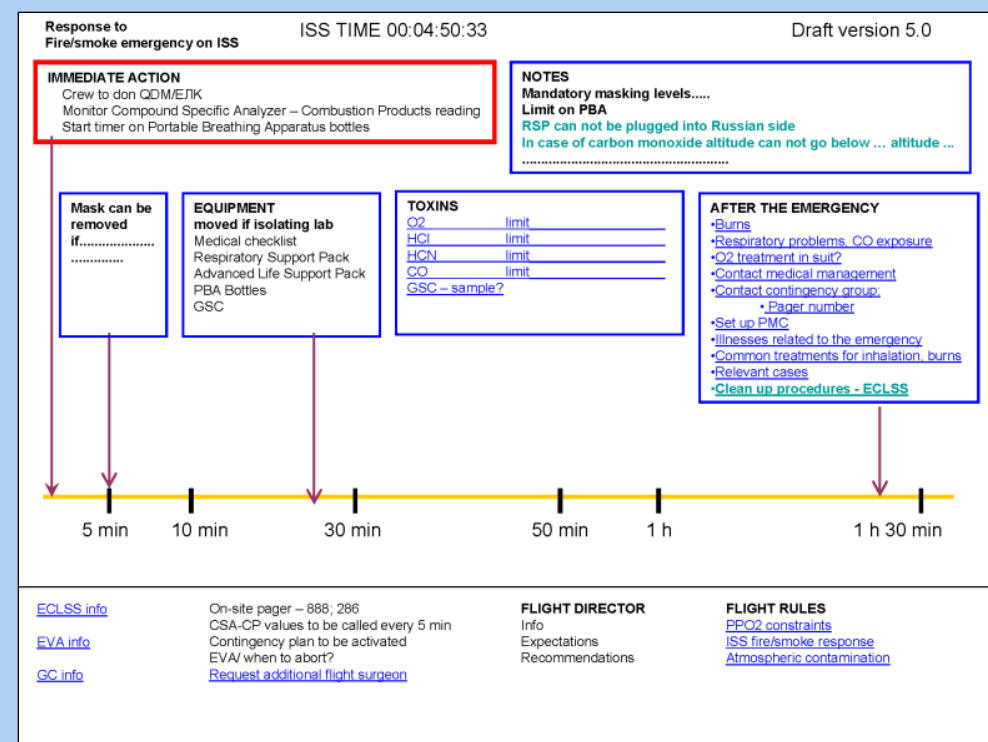 Response to
Fire/smoke emergency on ISS
ISS TIME 00:04:50:33
Draft version 5.0
IMMEDIATE ACTION
Crew to don QDM/ЕЛК
Monitor Compound Specific Analyzer – Combustion Products reading
Start timer on Portable Breathing Apparatus bottles
NOTES
Mandatory masking levels.....
Limit on PBA
RSP can not be plugged into Russian side
In case of carbon monoxide altitude can not go below … altitude ...
.......................................................
Mask can be
removed
if....................
..............
EQUIPMENT
moved if isolating lab
Medical checklist
Respiratory Support Pack
Advanced Life Support Pack
PBA Bottles
GSC
TOXINS
O2 limit
HCl limit
HCN limit
CO limit
GSC – sample?
AFTER THE EMERGENCY
•Burns
•Respiratory problems, CO exposure
•O2 treatment in suit?
•Contact medical management
•Contact contingency group:
• Pager number
•Set up PMC
•Illnesses related to the emergency
•Common treatments for inhalation, burns
•Relevant cases
•Clean up procedures - ECLSS
5 min
10 min
30 min
50 min
1 h
1 h 30 min
ECLSS info
EVA info
GC info
On-site pager – 888; 286
CSA-CP values to be called every 5 min
Contingency plan to be activated
EVA/ when to abort?
Request additional flight surgeon
FLIGHT DIRECTOR
Info
Expectations
Recommendations
FLIGHT RULES
PPO2 constraints
ISS fire/smoke response
Atmospheric contamination